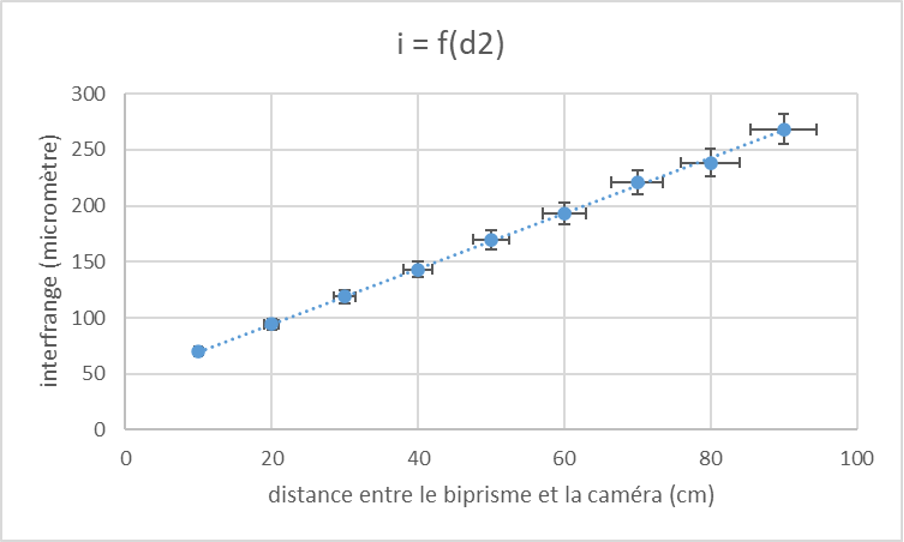 i = f(d2)
interfrange (micromètre)
300
250
200
150
100
50
0
0 20 40 60 80 100
distance entre le biprisme et la caméra (cm)